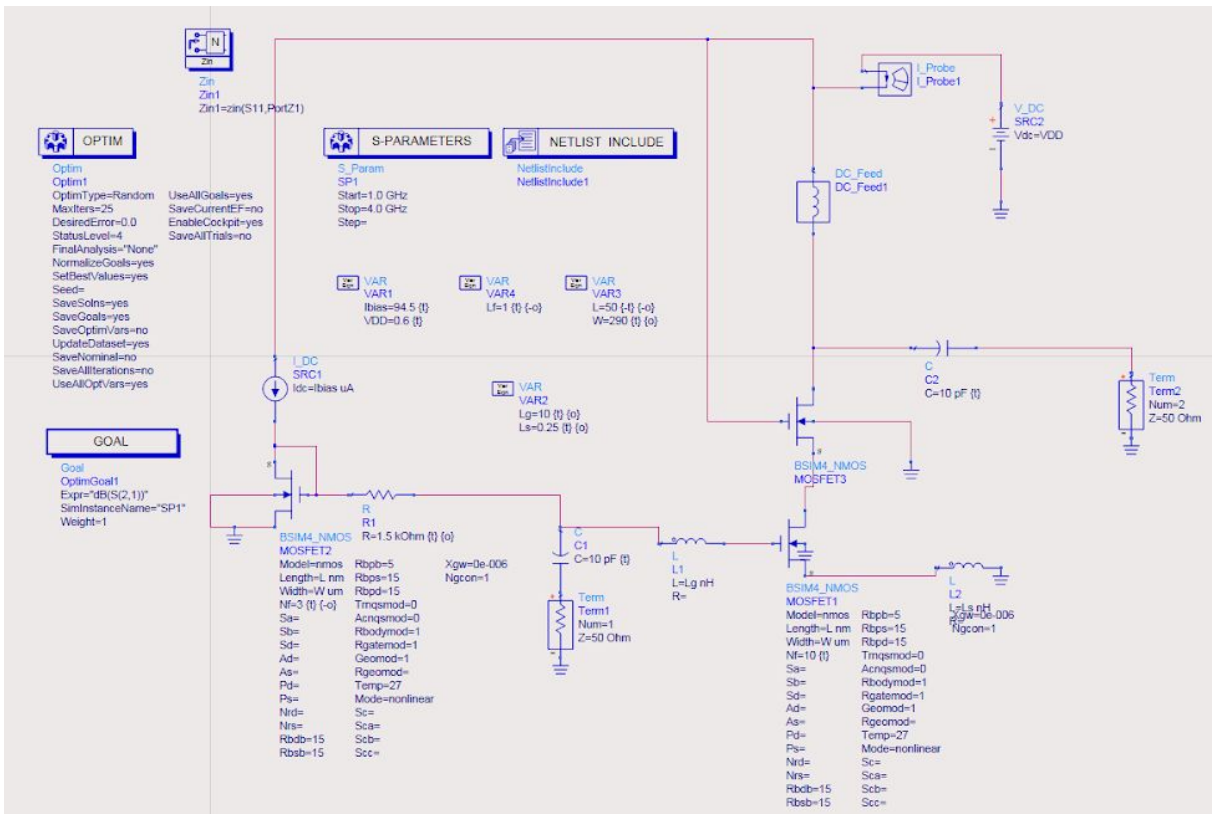 N
Zin
Zin
Zin1
Zin1=zin(S11,PortZ1)
I_Probe
I_Probe1
V_DC
SRC2
Vdc=VDD
+
-
OPTIM
Optim
Optim1
OptimType=Random
MaxIters=25
DesiredError=0.0
StatusLevel=4
FinalAnalysis="None"
NormalizeGoals=yes
SetBestValues=yes
Seed=
SaveSolns=yes
SaveGoals=yes
SaveOptimVars=no
UpdateDataset=yes
SaveNominal=no
SaveAllIterations=no
UseAllOptVars=yes
UseAllGoals=yes
SaveCurrentEF=no
EnableCockpit=yes
SaveAllTrials=no
S-PARAMETERS
S_Param
SP1
Start=1.0 GHz
Stop=4.0 GHz
Step=
NETLIST INCLUDE
NetlistInclude
NetlistInclude1
DC_Feed
DC_Feed1
Var
Eqn
VAR
VAR1
Ibias=94.5 {t}
VDD=0.6 {t}
Var
Eqn
VAR
VAR4
Lf=1 {t} {-o}
Var
Eqn
VAR
VAR3
L=50 {-t} {-o}
W=290 {t} {o}
I_DC
SRC1
Idc=Ibias uA
Var
Eqn
VAR
VAR2
Lg=10 {t} {o}
Ls=0.25 {t} {o}
C
C2
C=10 pF {t}
+
-
Term
Term2
Num=2
Z=50 Ohm
GOAL
Goal
OptimGoal1
Expr="dB(S(2,1))"
SimInstanceName="SP1"
Weight=1
BSIM4_NMOS
MOSFET3
R
R1
R=1.5 kOhm {t} {o}
C
C1
C=10 pF {t}
L
L1
L=Lg nH
R=
L
L2
L=Ls nH
R=
+
-
Term
Term1
Num=1
Z=50 Ohm
BSIM4_NMOS
MOSFET2
Model=nmos
Length=L nm
Width=W um
Nf=3 {t} {-o}
Sa=
Sb=
Sd=
Ad=
As=
Pd=
Ps=
Nrd=
Nrs=
Rbdb=15
Rbsb=15
Rbpb=5
Rbps=15
Rbpd=15
Trnqsmod=0
Acnqsmod=0
Rbodymod=1
Rgatemod=1
Geomod=1
Rgeomod=
Temp=27
Mode=nonlinear
Sc=
Sca=
Scb=
Scc=
Xgw=0e-006
Ngcon=1
BSIM4_NMOS
MOSFET1
Model=nmos
Length=L nm
Width=W um
Nf=10 {t}
Sa=
Sb=
Sd=
Ad=
As=
Pd=
Ps=
Nrd=
Nrs=
Rbdb=15
Rbsb=15
Rbpb=5
Rbps=15
Rbpd=15
Trnqsmod=0
Acnqsmod=0
Rbodymod=1
Rgatemod=1
Geomod=1
Rgeomod=
Temp=27
Mode=nonlinear
Sc=
Sca=
Scb=
Scc=
Xgw=0e-006
Ngcon=1